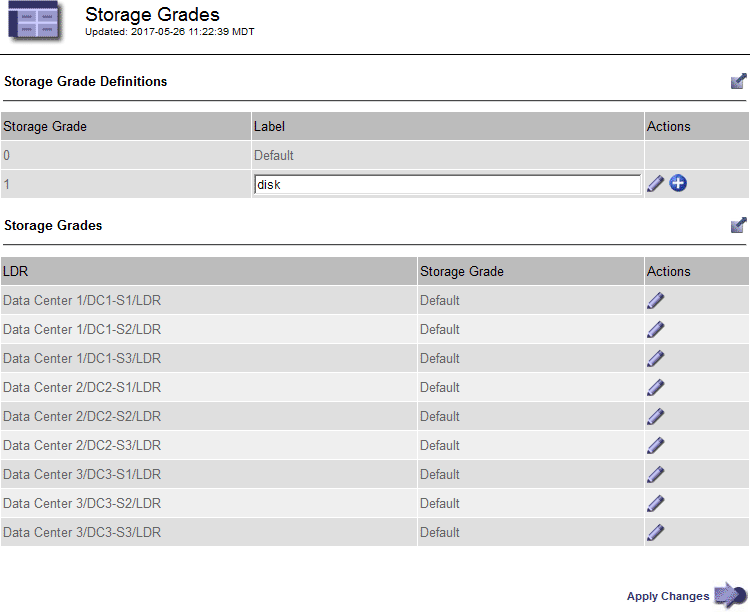 Storage Grades
Updated: 2017-05-26 11:22:39 MDT
Storage Grade Definitions
Storage Grade Label Actions
0 Default
1 disk
Storage Grades
LDR Storage Grade Actions
Data Center 1/DC1-S1/LDR Default
Data Center 1/DC1-S2/LDR Default
Data Center 1/DC1-S3/LDR Default
Data Center 2/DC2-S1/LDR Default
Data Center 2/DC2-S2/LDR Default
Data Center 2/DC2-S3/LDR Default
Data Center 3/DC3-S1/LDR Default
Data Center 3/DC3-S2/LDR Default
Data Center 3/DC3-S3/LDR Default
Apply Changes